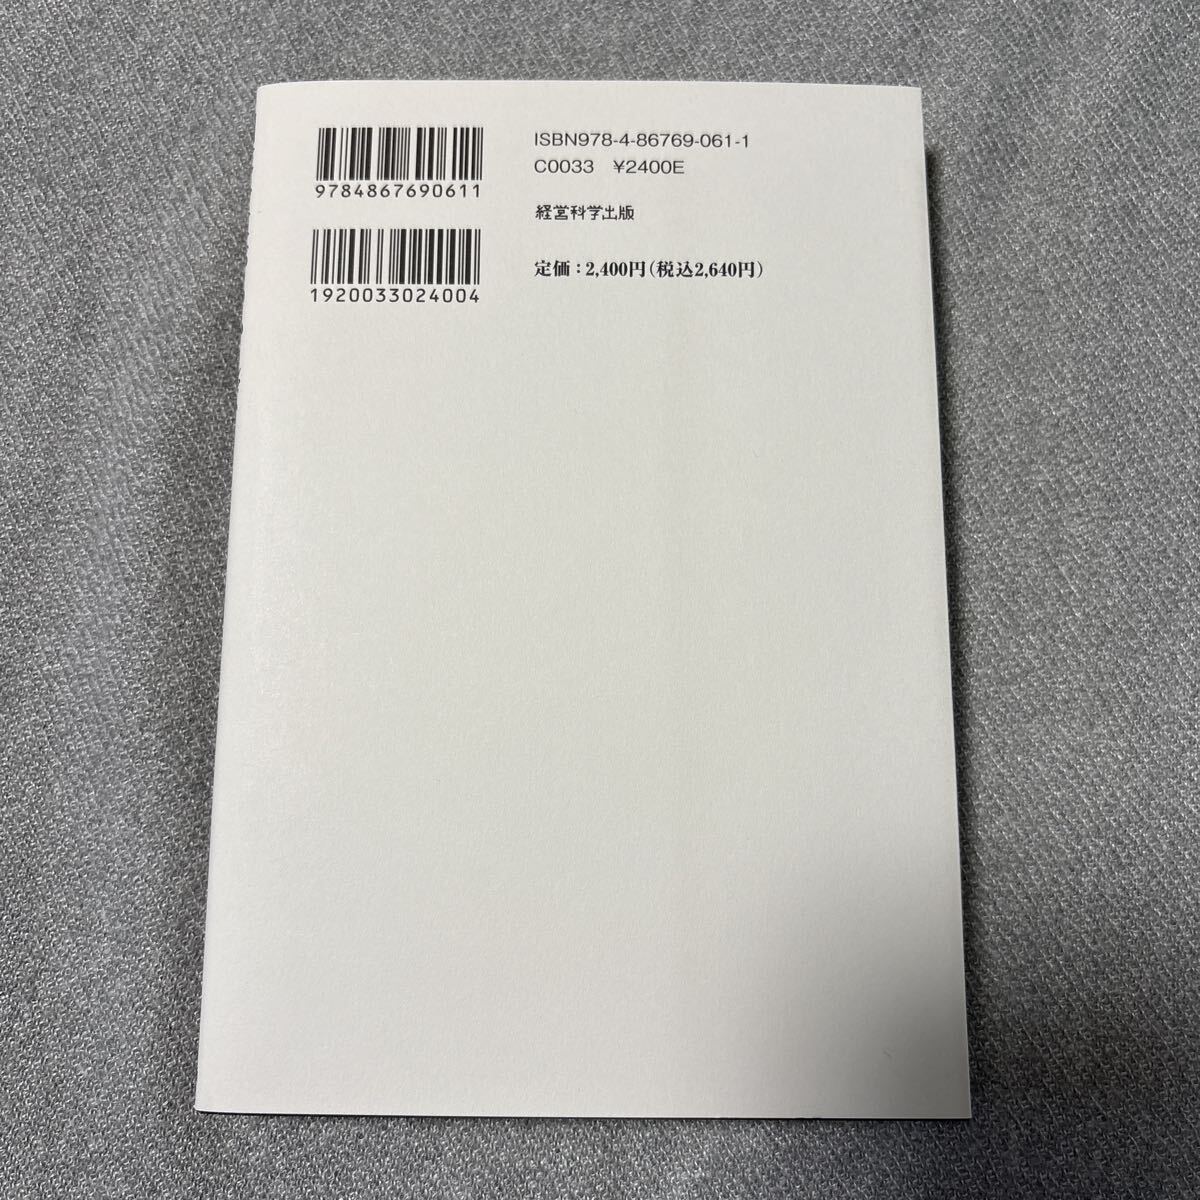 9784867690611
1920033024004
ISBN978-4-86769-061-1
C0033 ¥2400E
経営科学出版
定価：2,400円（税込2,640円）